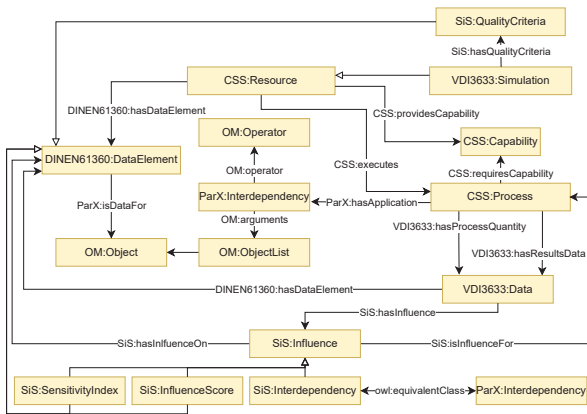 SiS:QualityCriteria
SiS:hasQualityCriteria
CSS:Resource
VDI3633:Simulation
DINEN61360:hasDataElement
CSS:providesCapability
OM:Operator
CSS:Capability
DINEN61360:DataElement
OM:operator
CSS:executes
CSS:requiresCapability
ParX:isDataFor
ParX:Interdependency
ParX:hasApplication
CSS:Process
OM:arguments
VDI3633:hasProcessQuantity
OM:Object
OM:ObjectList
VDI3633:hasResultsData
DINEN61360:hasDataElement
VDI3633:Data
SiS:hasInfluence
SiS:hasInlfuenceOn
SiS:Influence
SiS:isInfluenceFor
SiS:SensitivityIndex
SiS:InfluenceScore
SiS:Interdependency
owl:equivalentClass
ParX:Interdependency